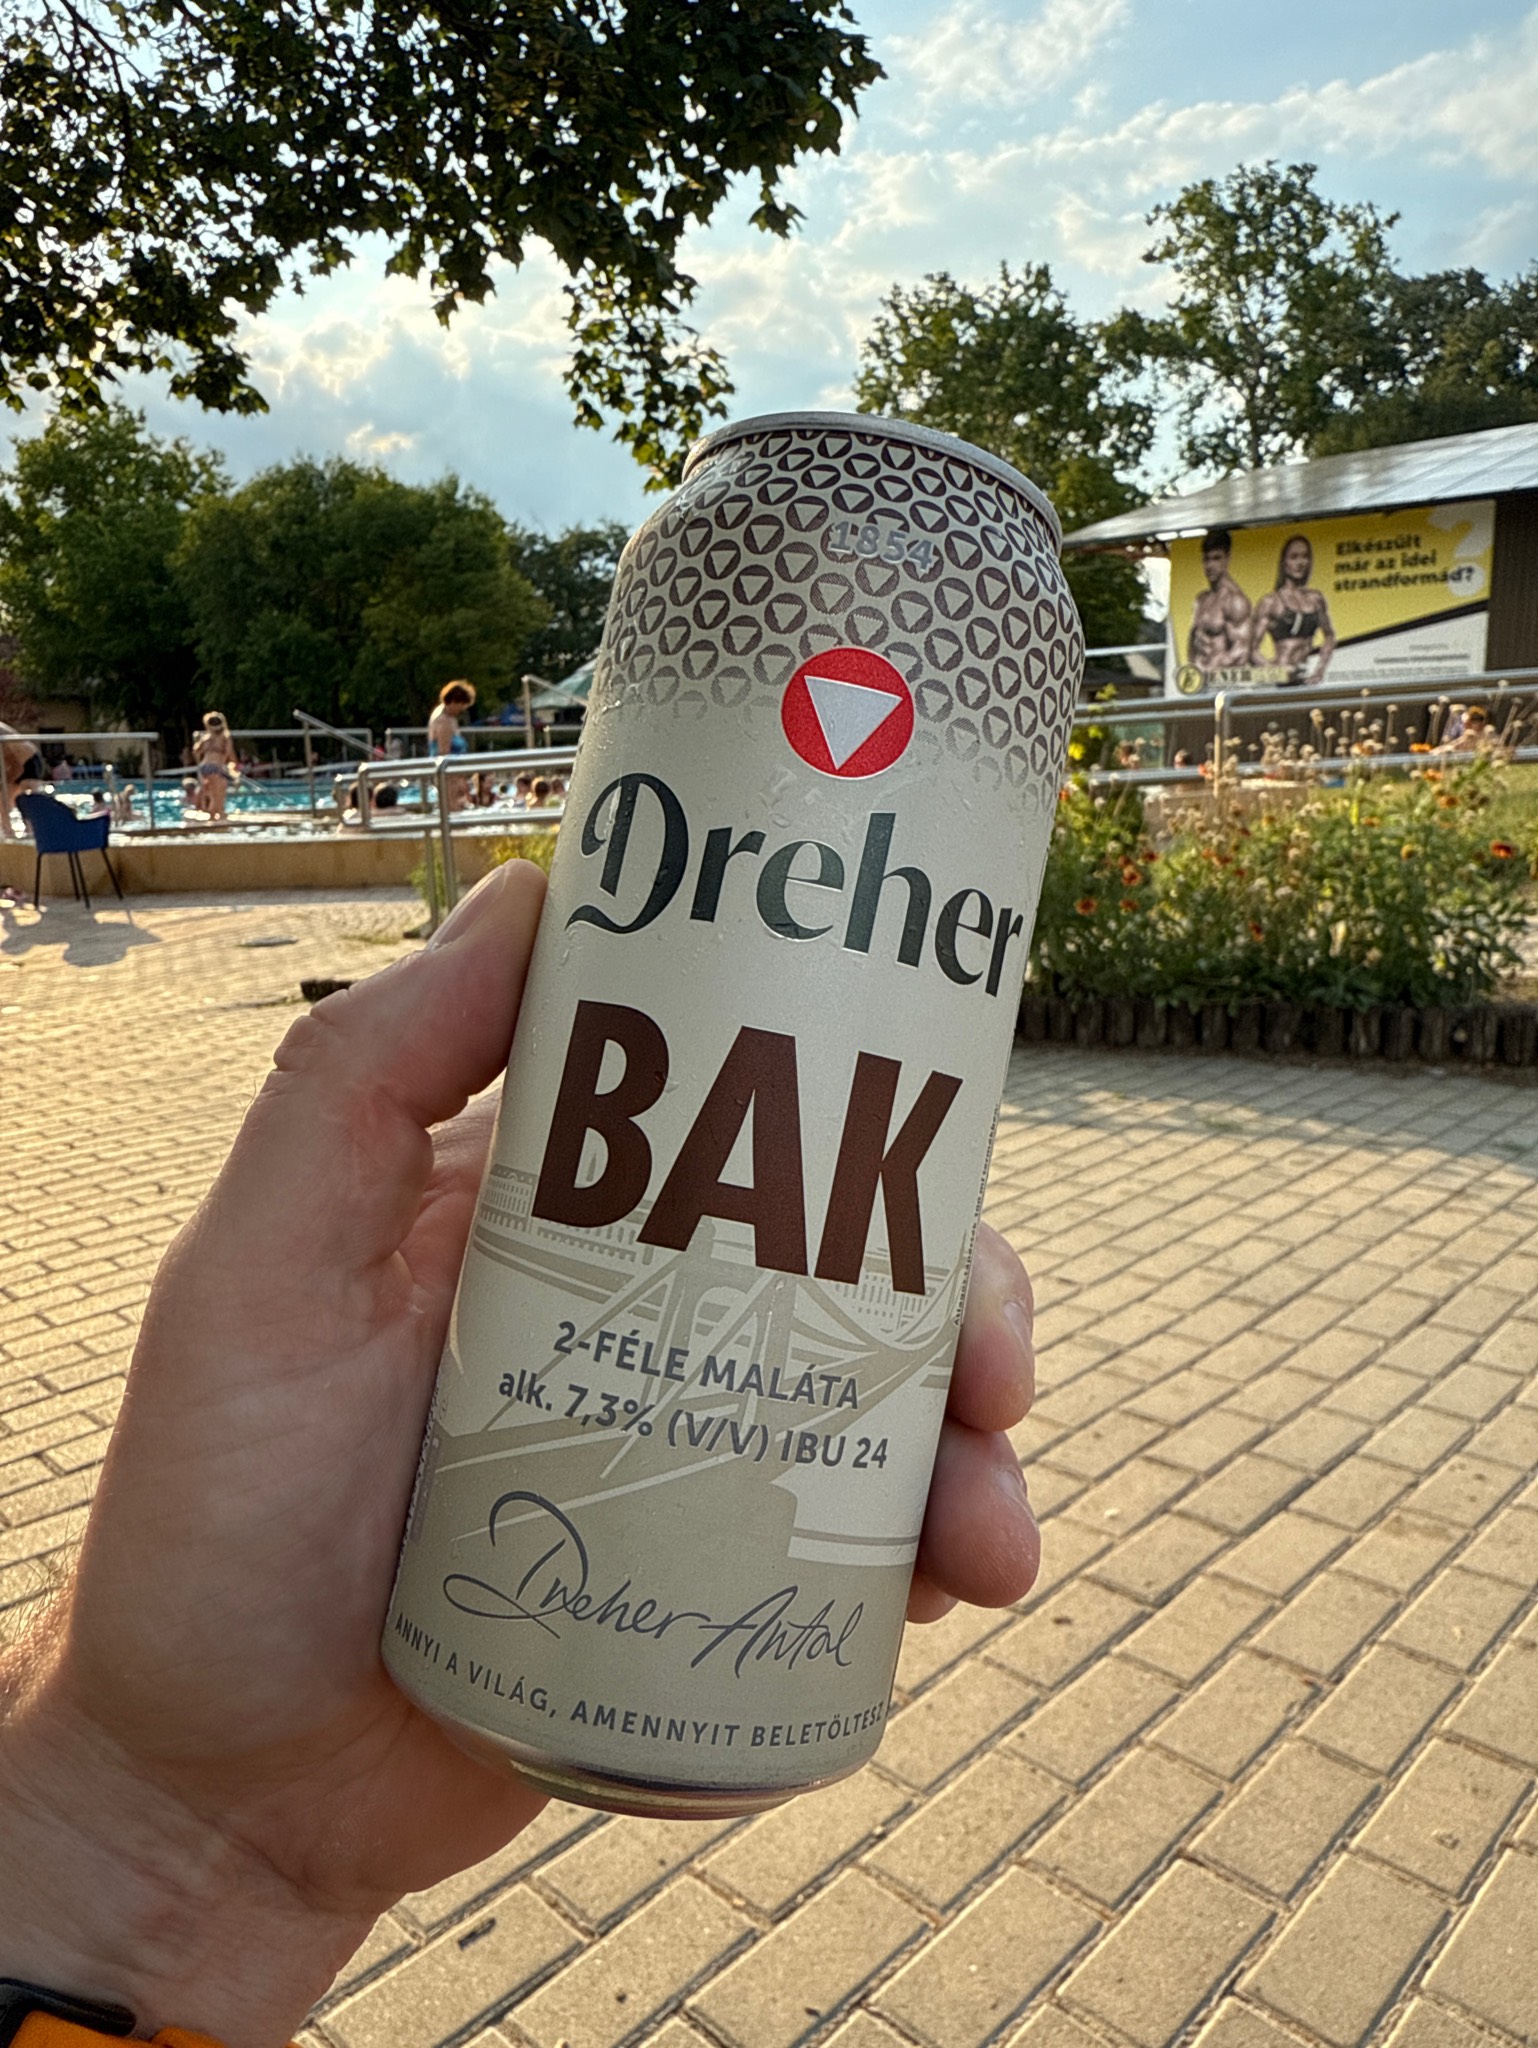 1854
Dreher
BAK
2-FÉLE MALÁTA
alk. 7,3% (V/V) IBU 24
Dreher Antal
ANNYI A VILÁG, AMENNYIT BELETÖLTESZ
Elkészült
már az idei
strandformád?